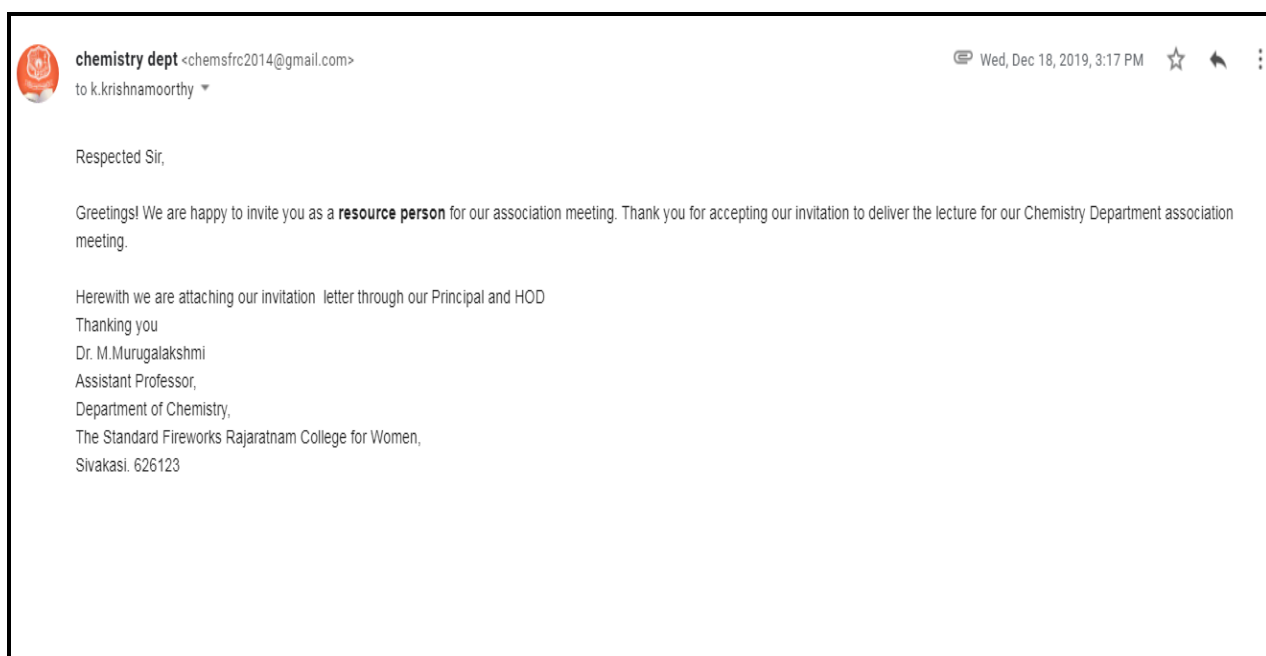 chemistry dept <chemsfrc2014@gmail.com>
Wed, Dec 18, 2019, 3:17 PM
to k.krishnamoorthy
Respected Sir,
Greetings! We are happy to invite you as a resource person for our association meeting. Thank you for accepting our invitation to deliver the lecture for our Chemistry Department association
meeting.
Herewith we are attaching our invitation letter through our Principal and HOD
Thanking you
Dr. M.Murugalakshmi
Assistant Professor,
Department of Chemistry,
The Standard Fireworks Rajaratnam College for Women,
Sivakasi. 626123